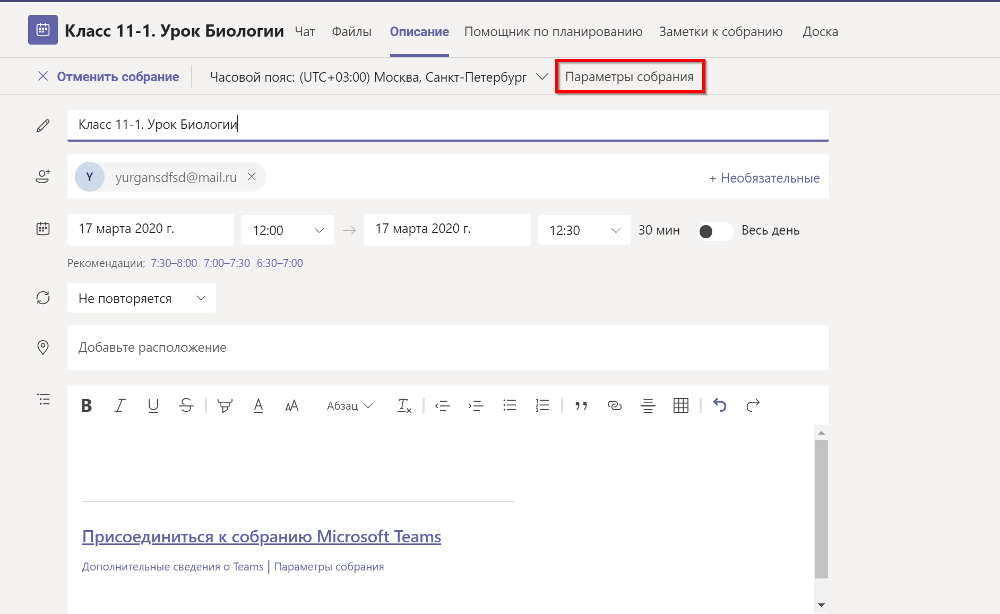 Класс 11-1. Урок Биологии Чат Файлы Описание Помощник по планированию Заметки к собранию Доска
Отменить собрание Часовой пояс: (UTC+03:00) Москва, Санкт-Петербург Параметры собрания
Класс 11-1. Урок Биологии
Y yurgansdfsd@mail.ru + Необязательные
17 марта 2020 г. 12:00 17 марта 2020 г. 12:30 30 мин Весь день
Рекомендации: 7:30–8:00 7:00–7:30 6:30–7:00
Не повторяется
Добавьте расположение
Абзац
Присоединиться к собранию Microsoft Teams
Дополнительные сведения о Teams | Параметры собрания